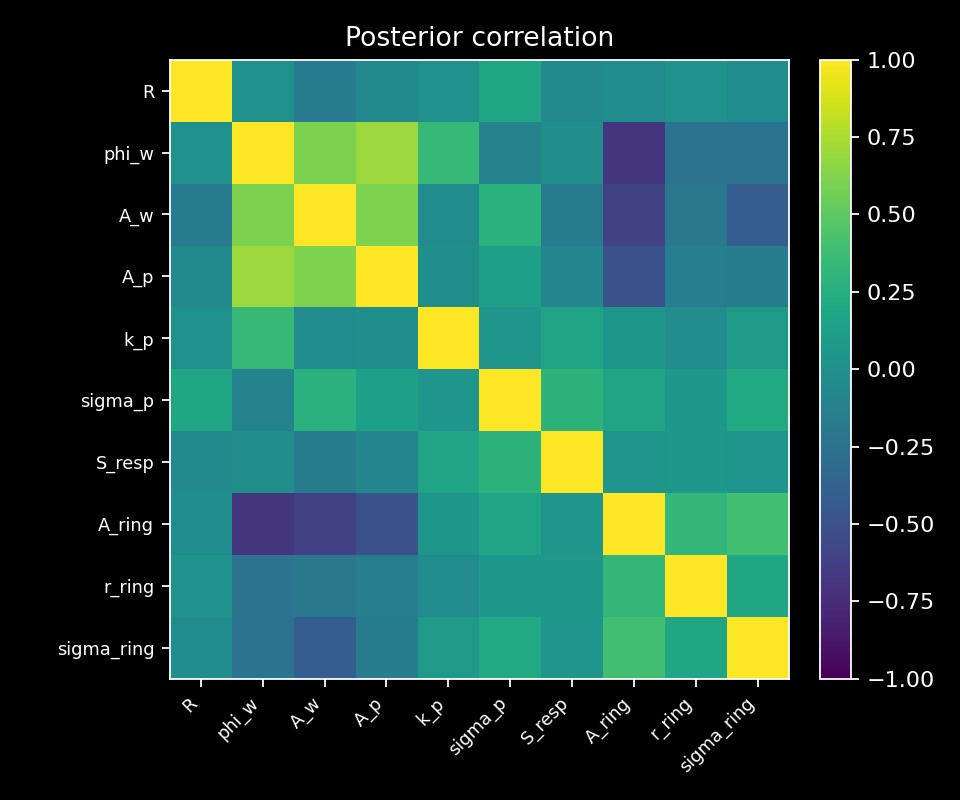 Posterior correlation
R
phi_w
A_w
A_p
k_p
sigma_p
S_resp
A_ring
r_ring
sigma_ring
R
phi_w
A_w
A_p
k_p
sigma_p
S_resp
A_ring
r_ring
sigma_ring
1.00
0.75
0.50
0.25
0.00
−0.25
−0.50
−0.75
−1.00